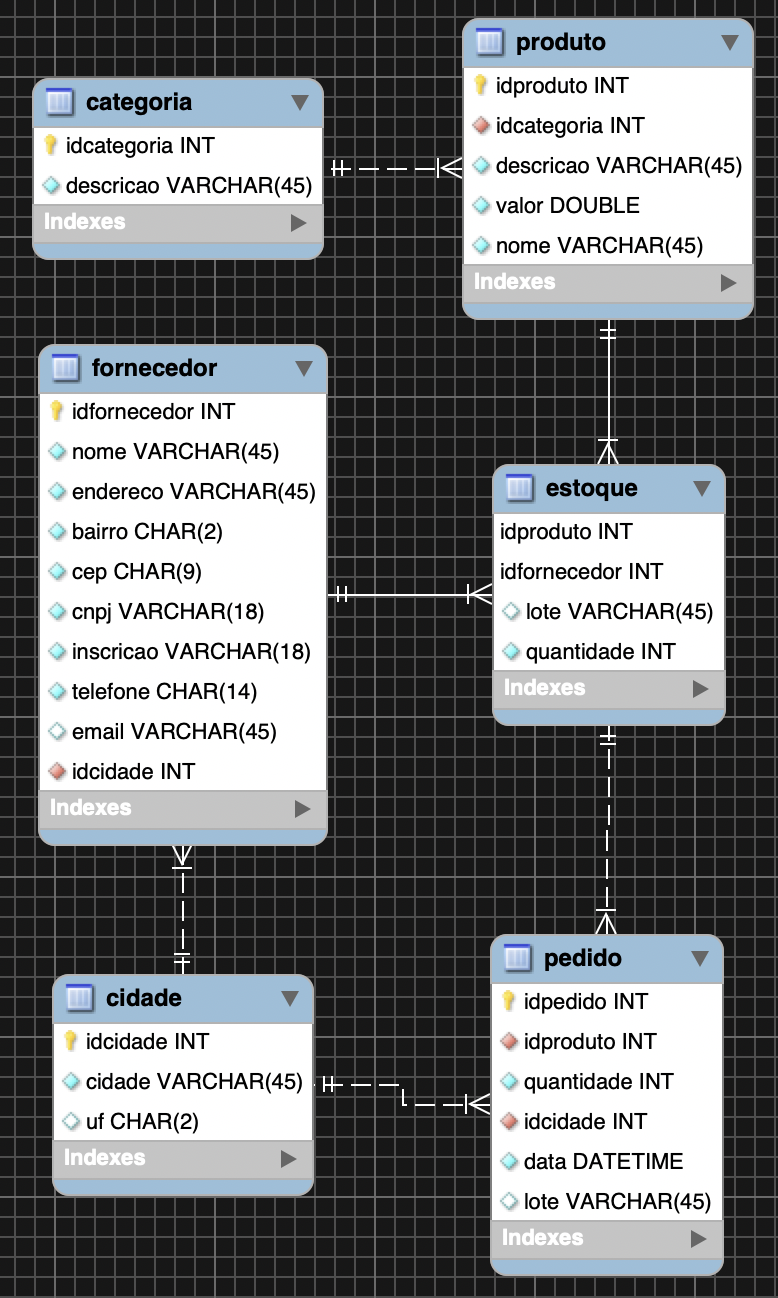 produto
idproduto INT
idcategoria INT
descricao VARCHAR(45)
valor DOUBLE
nome VARCHAR(45)
Indexes
categoria
idcategoria INT
descricao VARCHAR(45)
Indexes
fornecedor
idfornecedor INT
nome VARCHAR(45)
endereco VARCHAR(45)
bairro CHAR(2)
cep CHAR(9)
cnpj VARCHAR(18)
inscricao VARCHAR(18)
telefone CHAR(14)
email VARCHAR(45)
idcidade INT
Indexes
estoque
idproduto INT
idfornecedor INT
lote VARCHAR(45)
quantidade INT
Indexes
cidade
idcidade INT
cidade VARCHAR(45)
uf CHAR(2)
Indexes
pedido
idpedido INT
idproduto INT
quantidade INT
idcidade INT
data DATETIME
lote VARCHAR(45)
Indexes